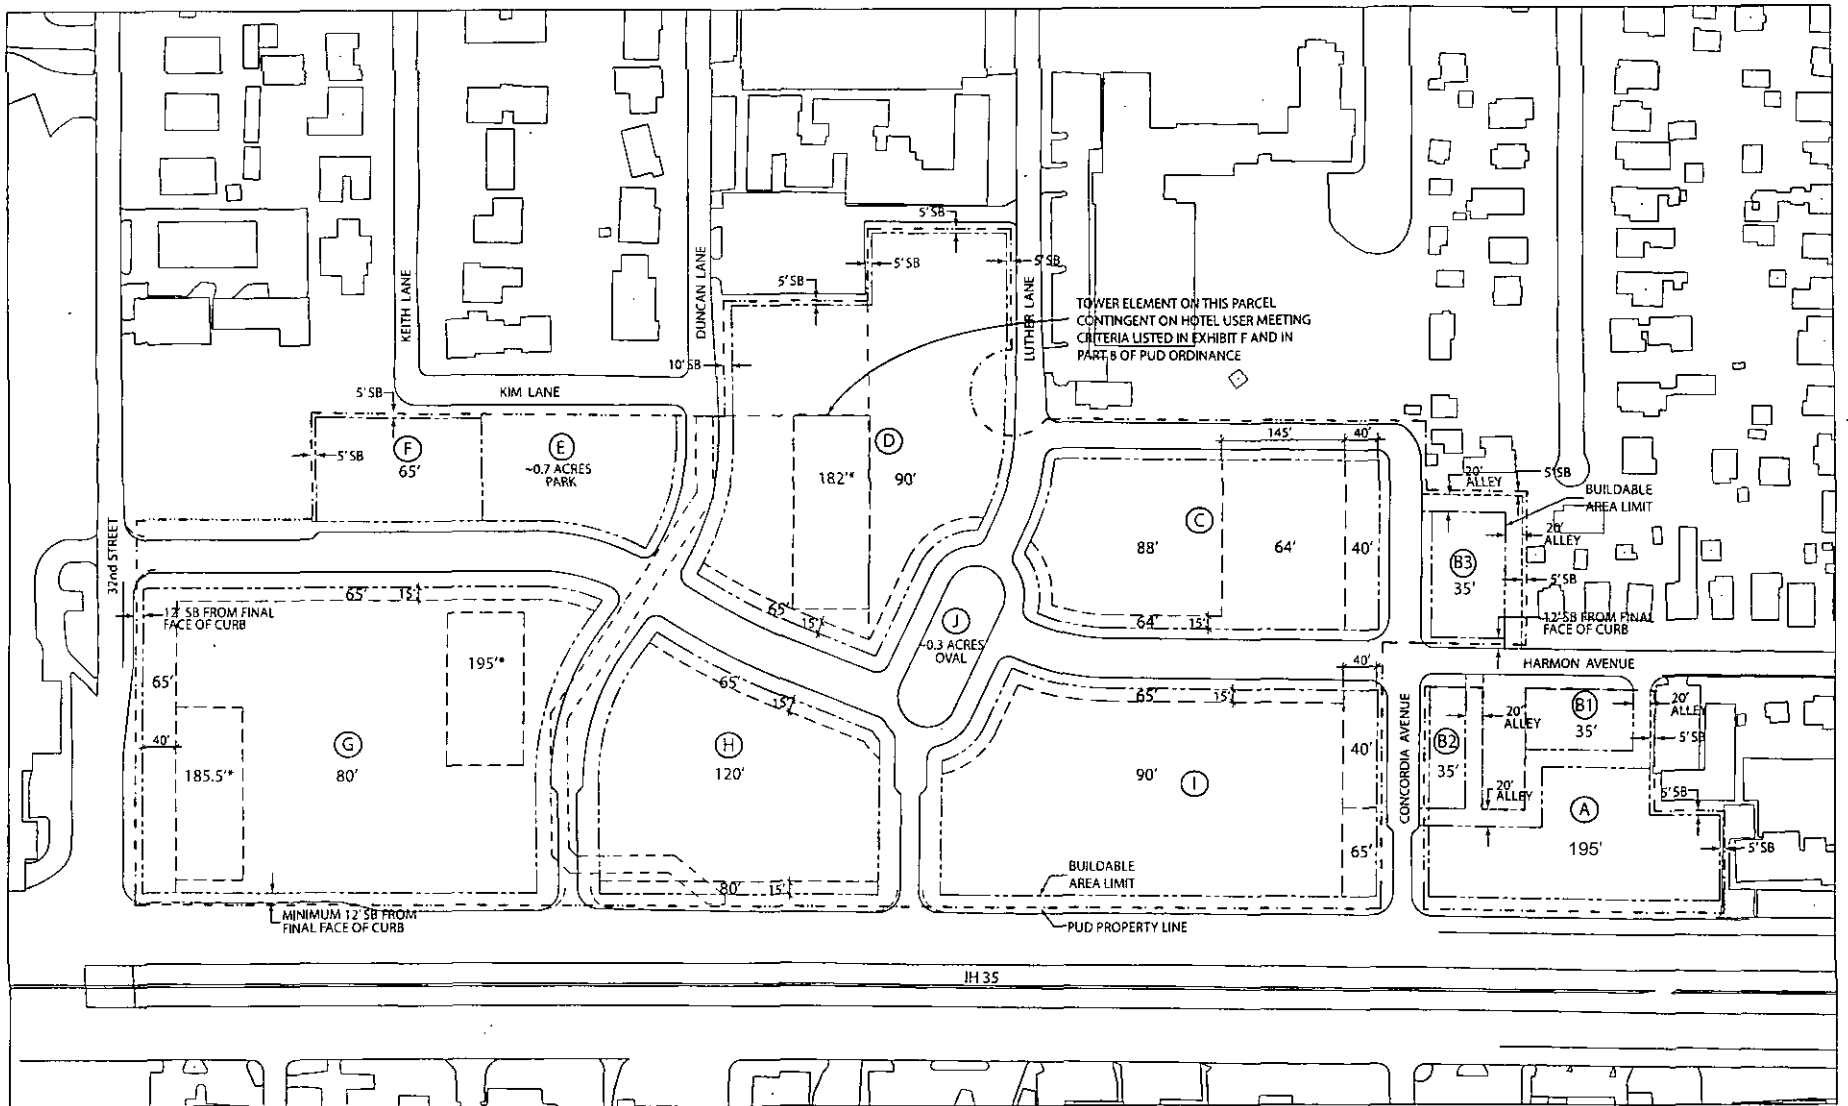 5' SB
5' SB
5' SB
5' SB
KEITH LANE
DUNCAN LANE
LUTHER LANE
TOWER ELEMENT ON THIS PARCEL
CONTINGENT ON HOTEL USER MEETING
CRITERIA LISTED IN EXHIBIT F AND IN
PART B OF PUD ORDINANCE
10' SB
KIM LANE
5' SB
F
65'
5' SB
E
~0.7 ACRES
PARK
D
182'*
90'
65'
15'
145'
40'
C
88'
64'
40'
64'
15'
20'
ALLEY
5' SB
BUILDABLE
AREA LIMIT
20'
ALLEY
B3
35'
5' SB
12' SB FROM FINAL
FACE OF CURB
HARMON AVENUE
32nd STREET
12' SB FROM FINAL
FACE OF CURB
65'
15'
65'
195'*
40'
185.5'*
G
80'
MINIMUM 12' SB FROM
FINAL FACE OF CURB
J
~0.3 ACRES
OVAL
65'
15'
H
120'
80'
15'
65'
15'
40'
40'
90'
I
65'
BUILDABLE
AREA LIMIT
PUD PROPERTY LINE
CONCORDIA AVENUE
B2
35'
20'
ALLEY
20'
ALLEY
B1
35'
20'
ALLEY
5' SB
5' SB
A
195'
5' SB
IH 35